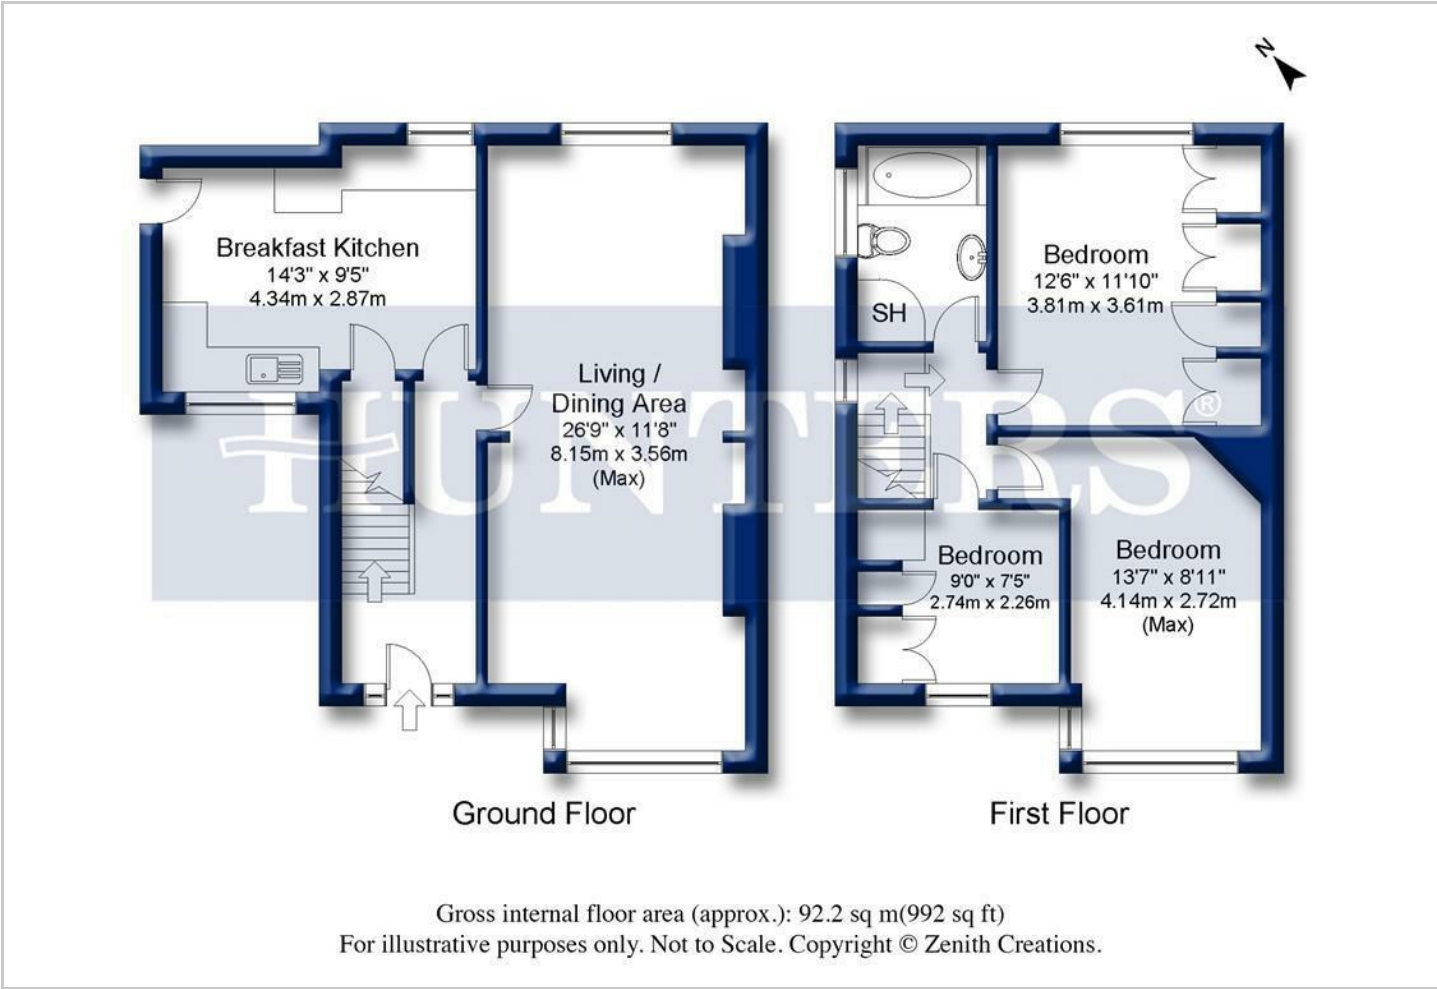 N
Breakfast Kitchen
14'3" x 9'5"
4.34m x 2.87m
Living /
Dining Area
26'9" x 11'8"
8.15m x 3.56m
(Max)
SH
Bedroom
12'6" x 11'10"
3.81m x 3.61m
HUNTERS®
Bedroom
9'0" x 7'5"
2.74m x 2.26m
Bedroom
13'7" x 8'11"
4.14m x 2.72m
(Max)
Ground Floor
First Floor
Gross internal floor area (approx.): 92.2 sq m(992 sq ft)
For illustrative purposes only. Not to Scale. Copyright © Zenith Creations.